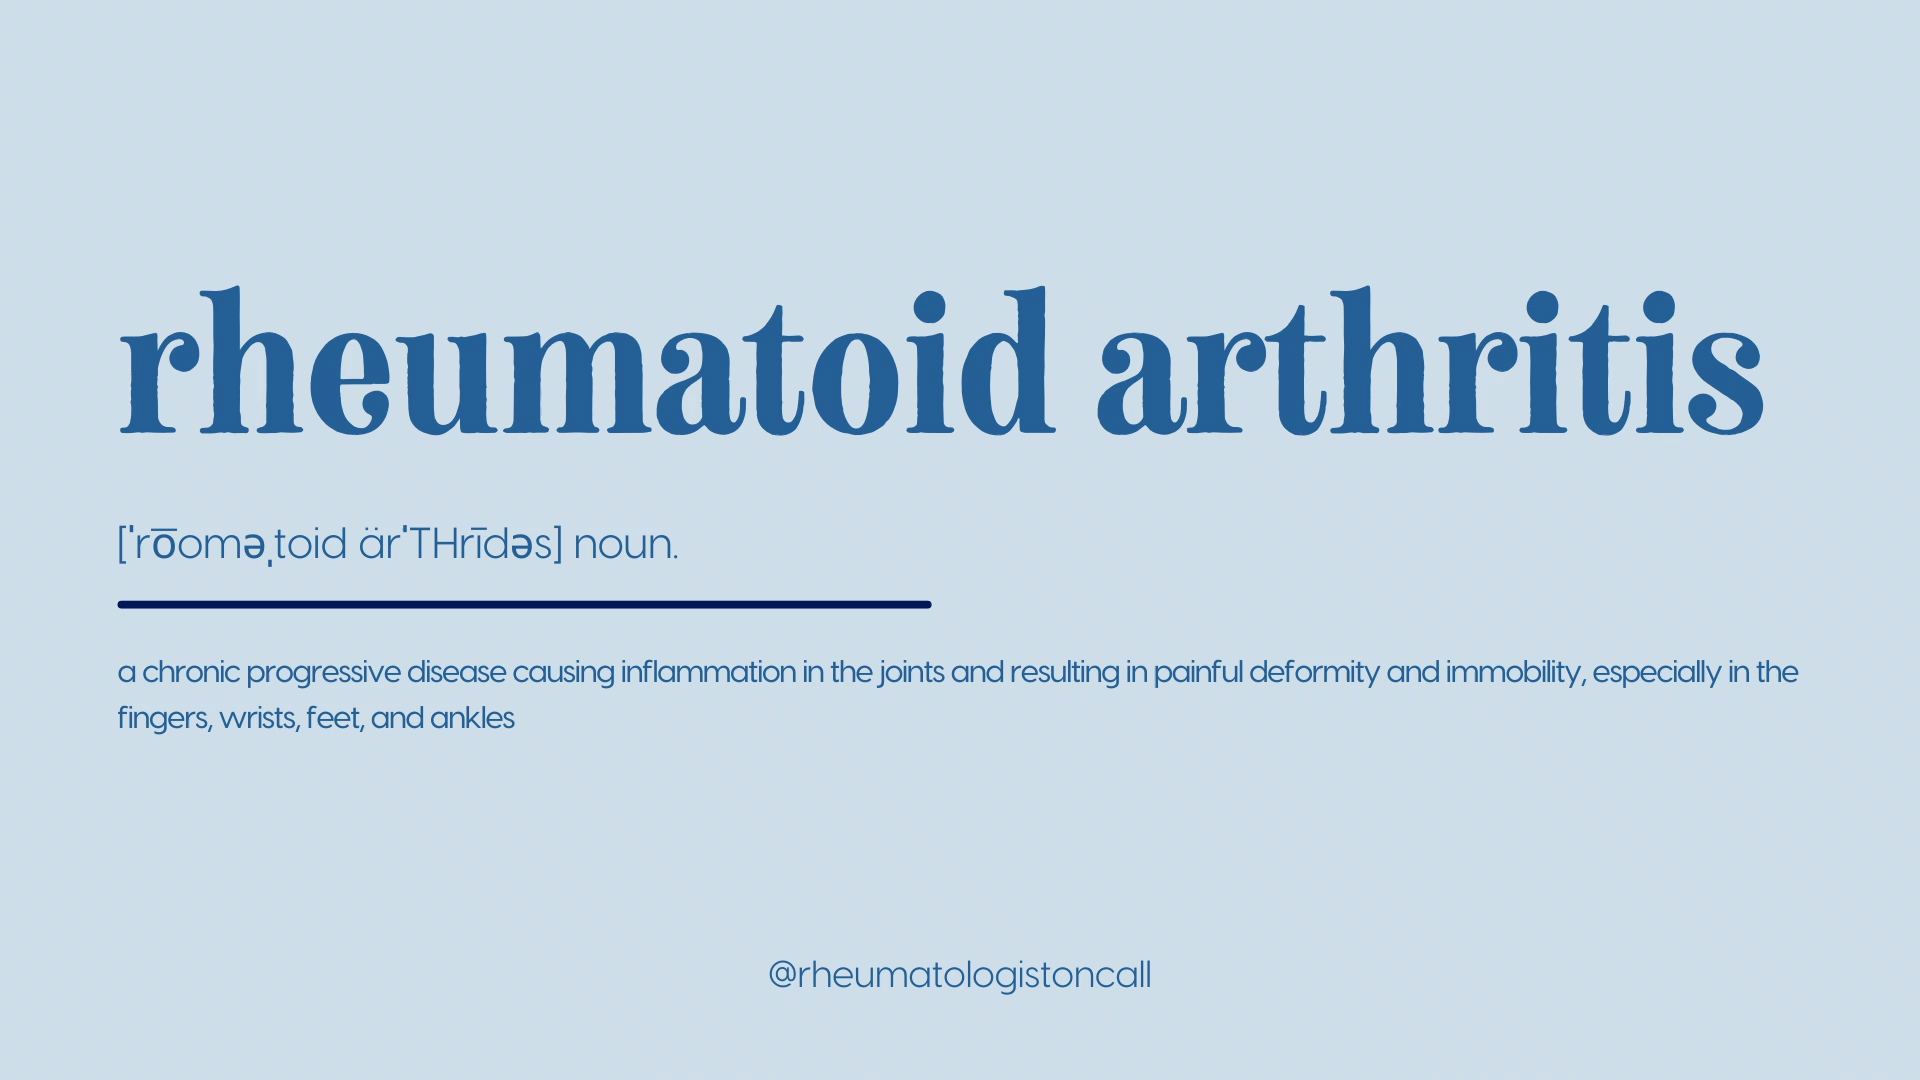 rheumatoid arthritis
[ˈro͞oməˌtoid ärˈTHrīdəs] noun.
a chronic progressive disease causing inflammation in the joints and resulting in painful deformity and immobility, especially in the
fingers, wrists, feet, and ankles
@rheumatologistoncall